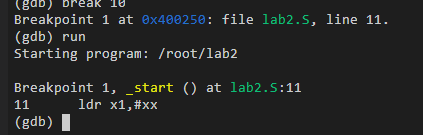 (gdb) break 10
Breakpoint 1 at 0x400250: file lab2.S, line 11.
(gdb) run
Starting program: /root/lab2

Breakpoint 1, _start () at lab2.S:11
11      ldr x1,#xx
(gdb)